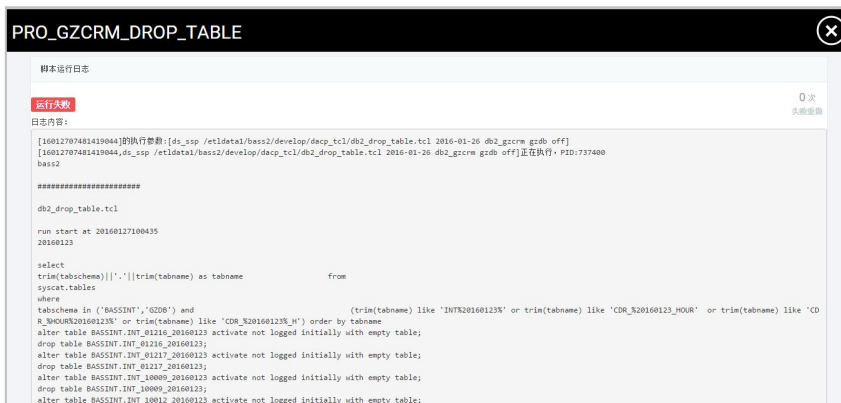 PRO_GZCRM_DROP_TABLE
脚本运行日志
运行失败
0 次
失败重做
日志内容:
[16012707481419044]的执行参数:[ds_ssp /etldata1/bass2/develop/dacp_tcl/db2_drop_table.tcl 2016-01-26 db2_gzcrm gzdb off]
[16012707481419044,ds_ssp /etldata1/bass2/develop/dacp_tcl/db2_drop_table.tcl 2016-01-26 db2_gzcrm gzdb off]正在执行，PID:737400
bass2
#######################
db2_drop_table.tcl
run start at 20160127100435
20160123
select
trim(tabschema)||'.'||trim(tabname) as tabname from
syscat.tables
where
tabschema in ('BASSINT','GZDB') and (trim(tabname) like 'INT%20160123%' or trim(tabname) like 'CDR_%20160123_HOUR' or trim(tabname) like 'CD
R_%HOUR%20160123%' or trim(tabname) like 'CDR_%20160123%_H') order by tabname
alter table BASSINT.INT_01216_20160123 activate not logged initially with empty table;
drop table BASSINT.INT_01216_20160123;
alter table BASSINT.INT_01217_20160123 activate not logged initially with empty table;
drop table BASSINT.INT_01217_20160123;
alter table BASSINT.INT_10009_20160123 activate not logged initially with empty table;
drop table BASSINT.INT_10009_20160123;
alter table BASSINT.INT_10012_20160123 activate not logged initially with empty table;